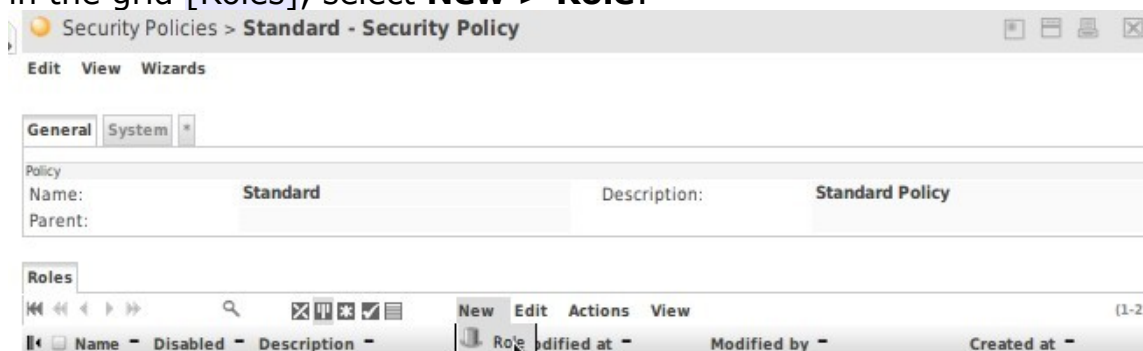 in the grid [Roles], select New > Role.
Security Policies > Standard - Security Policy
Edit View Wizards
General System *
Policy
Name: Standard Description: Standard Policy
Parent:
Roles
New Edit Actions View (1-2
Name Disabled Description Role odified at Modified by Created at